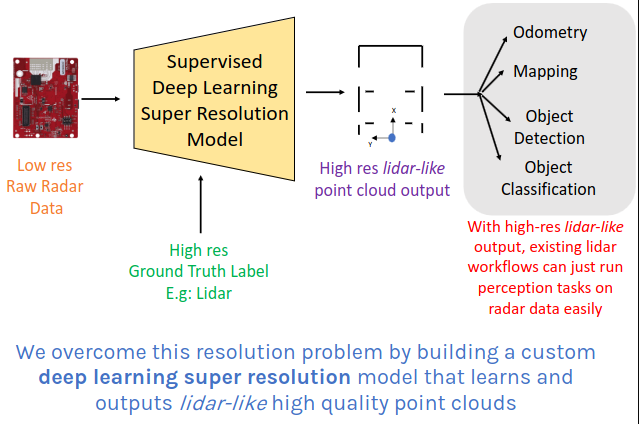 Supervised
Deep Learning
Super Resolution
Model
Low res
Raw Radar
Data
High res
Ground Truth Label
E.g: Lidar
X
Y
High res lidar-like
point cloud output
Odometry
Mapping
Object
Detection
Object
Classification
With high-res lidar-like
output, existing lidar
workflows can just run
perception tasks on
radar data easily
We overcome this resolution problem by building a custom
deep learning super resolution model that learns and
outputs lidar-like high quality point clouds